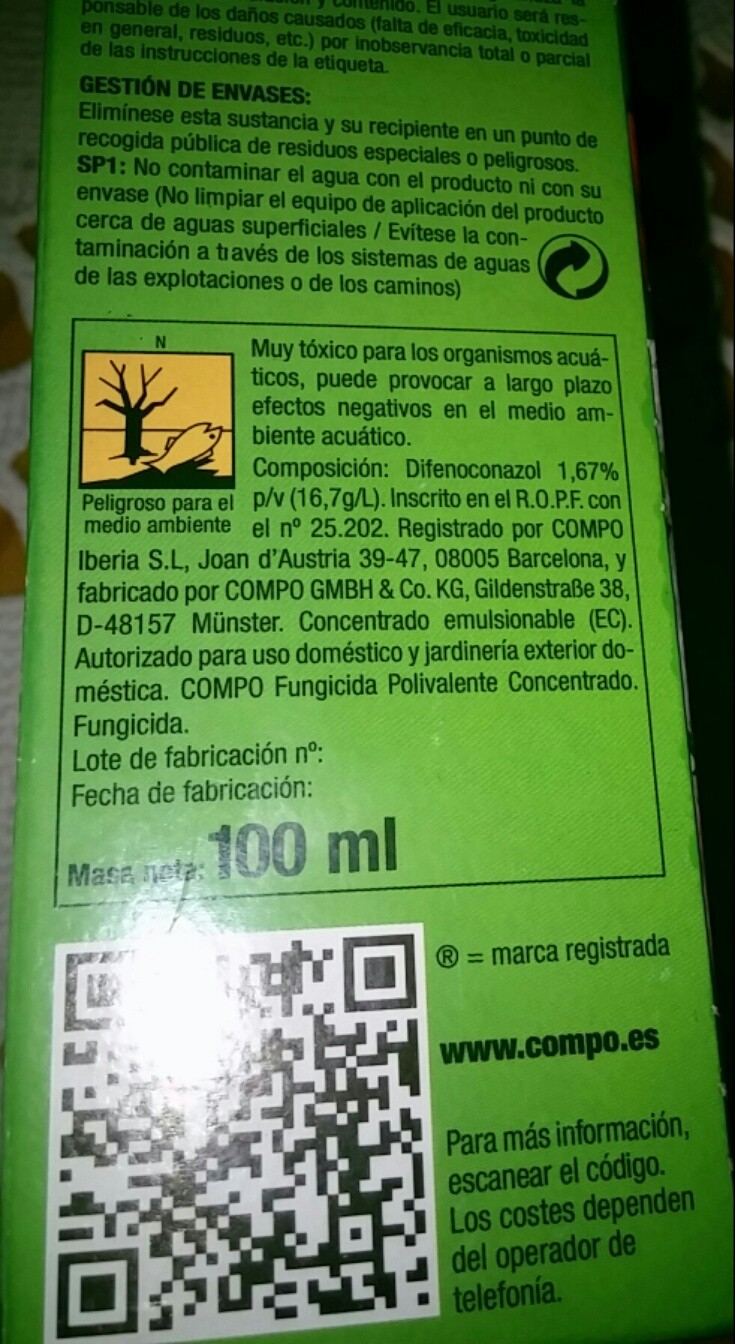 contenido. El usuario será res-
ponsable de los daños causados (falta de eficacia, toxicidad
en general, residuos, etc.) por inobservancia total o parcial
de las instrucciones de la etiqueta.
GESTIÓN DE ENVASES:
Elimínese esta sustancia y su recipiente en un punto de
recogida pública de residuos especiales o peligrosos.
SP1: No contaminar el agua con el producto ni con su
envase (No limpiar el equipo de aplicación del producto
cerca de aguas superficiales / Evítese la con-
taminación a través de los sistemas de aguas
de las explotaciones o de los caminos)
N
Peligroso para el
medio ambiente
Muy tóxico para los organismos acuá-
ticos, puede provocar a largo plazo
efectos negativos en el medio am-
biente acuático.
Composición: Difenoconazol 1,67%
p/v (16,7g/L). Inscrito en el R.O.P.F. con
el nº 25.202. Registrado por COMPO
Iberia S.L, Joan d'Austria 39-47, 08005 Barcelona, y
fabricado por COMPO GMBH & Co. KG, Gildenstraße 38,
D-48157 Münster. Concentrado emulsionable (EC).
Autorizado para uso doméstico y jardinería exterior do-
méstica. COMPO Fungicida Polivalente Concentrado.
Fungicida.
Lote de fabricación nº:
Fecha de fabricación:
Masa neta: 100 ml
® = marca registrada
www.compo.es
Para más información,
escanear el código.
Los costes dependen
del operador de
telefonía.